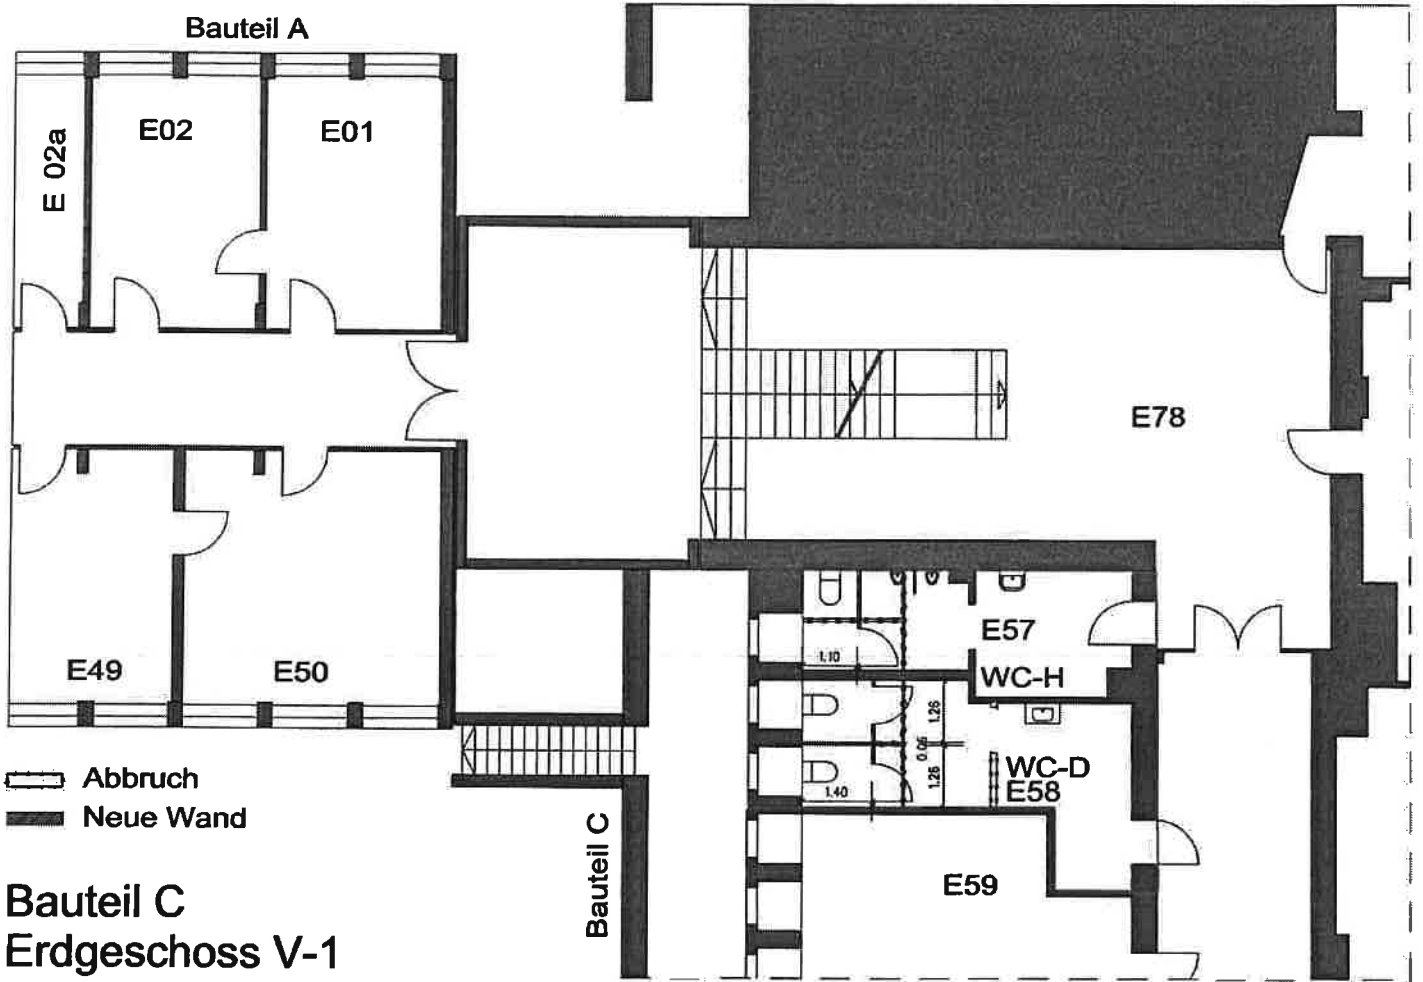 Bauteil A
E 02a
E02
E01
E78
E49
E50
E57
WC-H
1.10
1.26
0.05
1.26
1.40
WC-D
E58
E59
Abbruch
Neue Wand
Bauteil C
Bauteil C
Erdgeschoss V-1